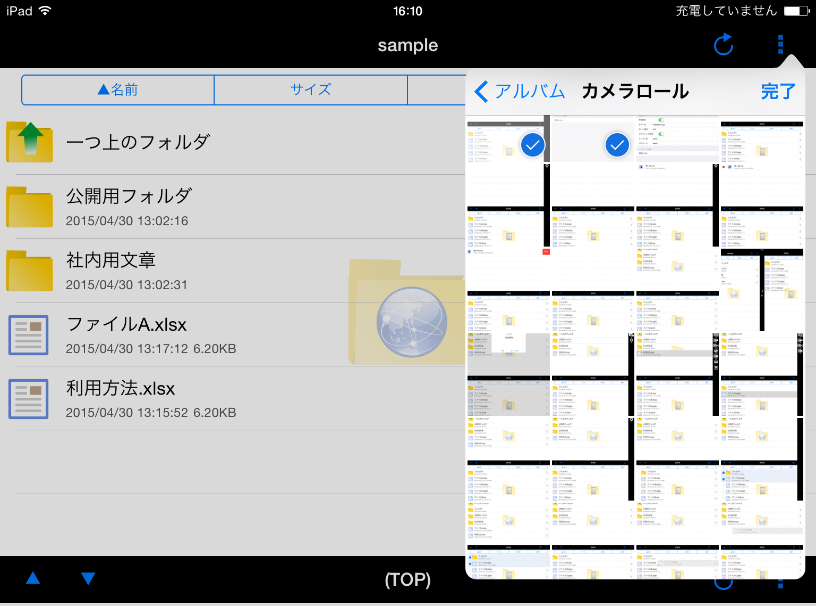 iPad 16:10 充電していません
sample
▲名前 サイズ
アルバム カメラロール 完了
一つ上のフォルダ
公開用フォルダ
2015/04/30 13:02:16
社内用文章
2015/04/30 13:02:31
ファイルA.xlsx
2015/04/30 13:17:12 6.20KB
利用方法.xlsx
2015/04/30 13:15:52 6.20KB
(TOP)